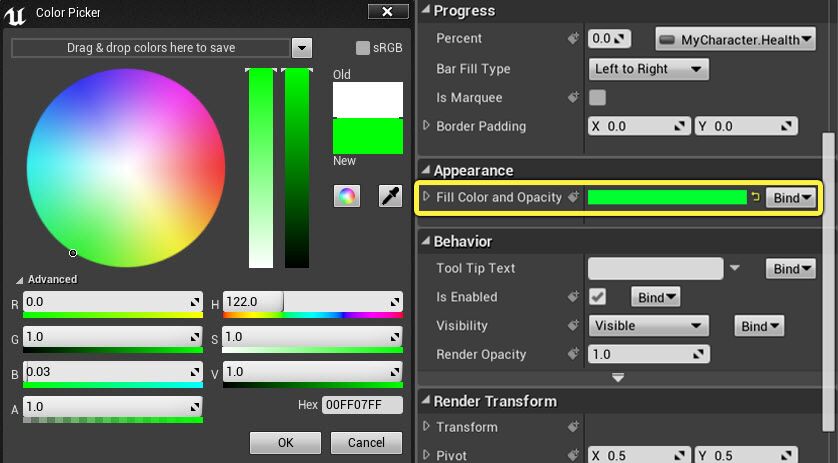 Color Picker
Drag & drop colors here to save
sRGB
Old
New
Advanced
R 0.0 H 122.0
G 1.0 S 1.0
B 0.03 V 1.0
A 1.0 Hex 00FF07FF
OK Cancel
Progress
Percent 0.0 MyCharacter.Health
Bar Fill Type Left to Right
Is Marquee
Border Padding X 0.0 Y 0.0
Appearance
Fill Color and Opacity Bind
Behavior
Tool Tip Text Bind
Is Enabled Bind
Visibility Visible Bind
Render Opacity 1.0
Render Transform
Transform
Pivot X 0.5 Y 0.5